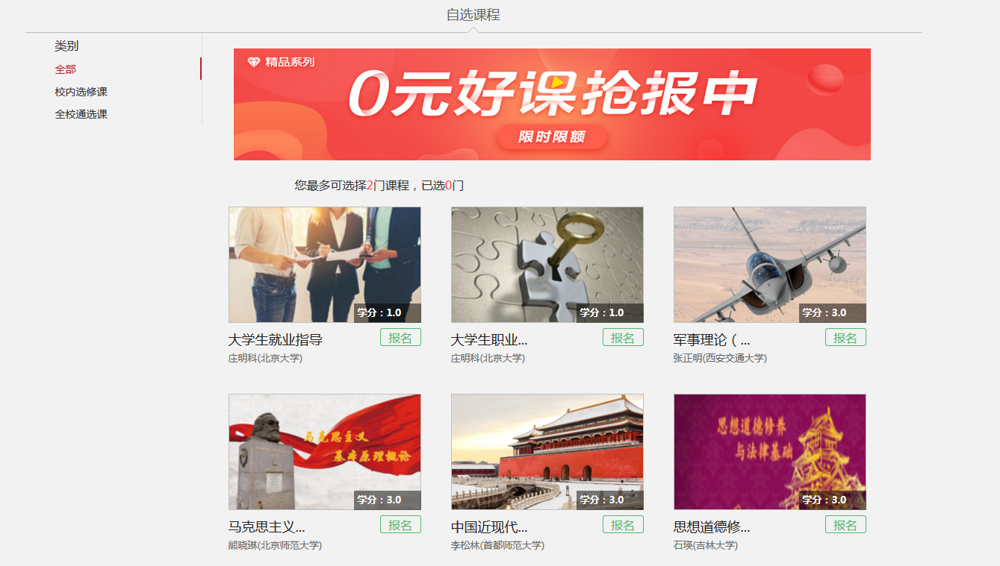 自选课程
类别
全部
校内选修课
全校通选课
精品系列
0元好课抢报中
限时限额
您最多可选择2门课程，已选0门
学分：1.0
学分：1.0
学分：3.0
大学生就业指导
报名
大学生职业...
报名
军事理论（...
报名
庄明科(北京大学)
庄明科(北京大学)
张正明(西安交通大学)
马克思主义
基本原理概论
思想道德修养
与法律基础
学分：3.0
学分：3.0
学分：3.0
马克思主义...
报名
中国近现代...
报名
思想道德修...
报名
熊晓琳(北京师范大学)
李松林(首都师范大学)
石瑛(吉林大学)